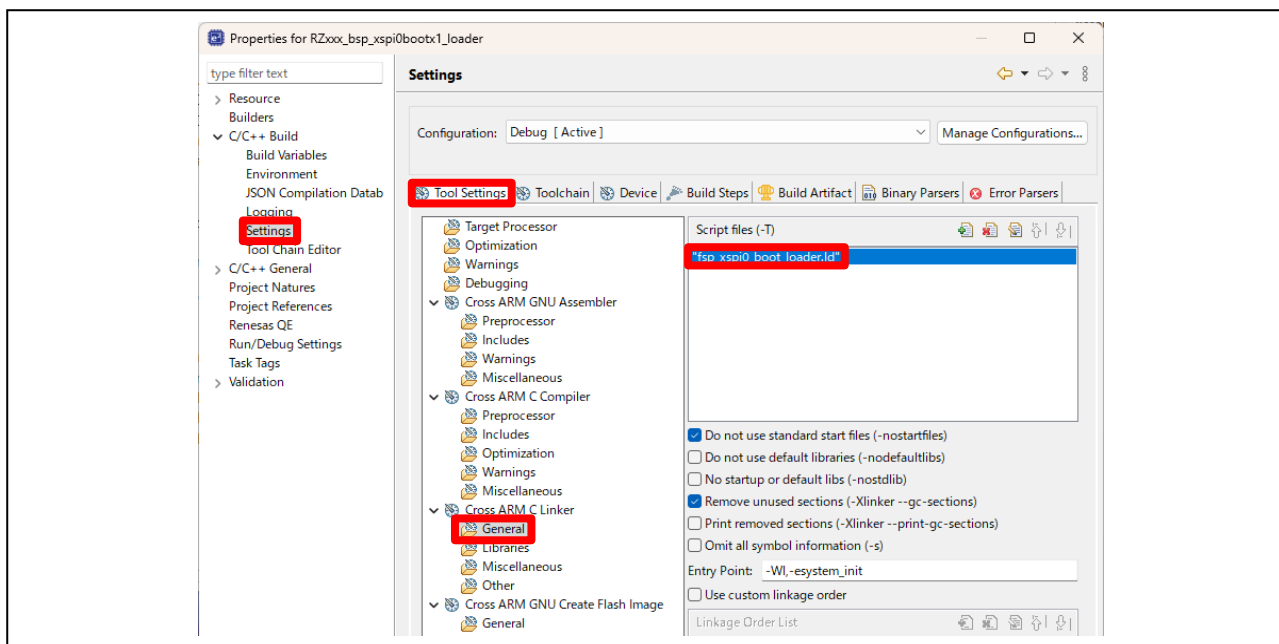 Properties for RZxxx_bsp_xspi0bootx1_loader
type filter text
Resource
Builders
C/C++ Build
Build Variables
Environment
JSON Compilation Datab
Logging
Settings
Tool Chain Editor
C/C++ General
Project Natures
Project References
Renesas QE
Run/Debug Settings
Task Tags
Validation
Settings
Configuration: Debug [ Active ]
Manage Configurations...
Tool Settings Toolchain Device Build Steps Build Artifact Binary Parsers Error Parsers
Target Processor
Optimization
Warnings
Debugging
Cross ARM GNU Assembler
Preprocessor
Includes
Warnings
Miscellaneous
Cross ARM C Compiler
Preprocessor
Includes
Optimization
Warnings
Miscellaneous
Cross ARM C Linker
General
Libraries
Miscellaneous
Other
Cross ARM GNU Create Flash Image
General
Script files (-T)
"fsp_xspi0_boot_loader.ld"
Do not use standard start files (-nostartfiles)
Do not use default libraries (-nodefaultlibs)
No startup or default libs (-nostdlib)
Remove unused sections (-Xlinker --gc-sections)
Print removed sections (-Xlinker --print-gc-sections)
Omit all symbol information (-s)
Entry Point: -Wl,-esystem_init
Use custom linkage order
Linkage Order List